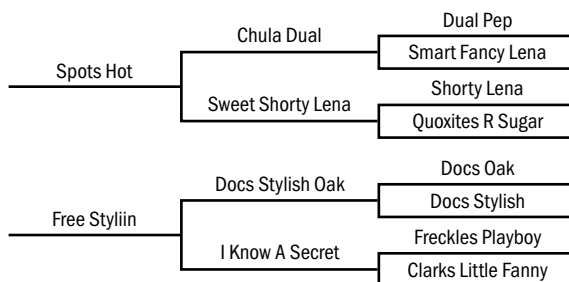 Dual Pep
Chula Dual
Smart Fancy Lena
Spots Hot
Shorty Lena
Sweet Shorty Lena
Quoxites R Sugar
Docs Oak
Docs Stylish Oak
Docs Stylish
Free Styliin
Freckles Playboy
I Know A Secret
Clarks Little Fanny